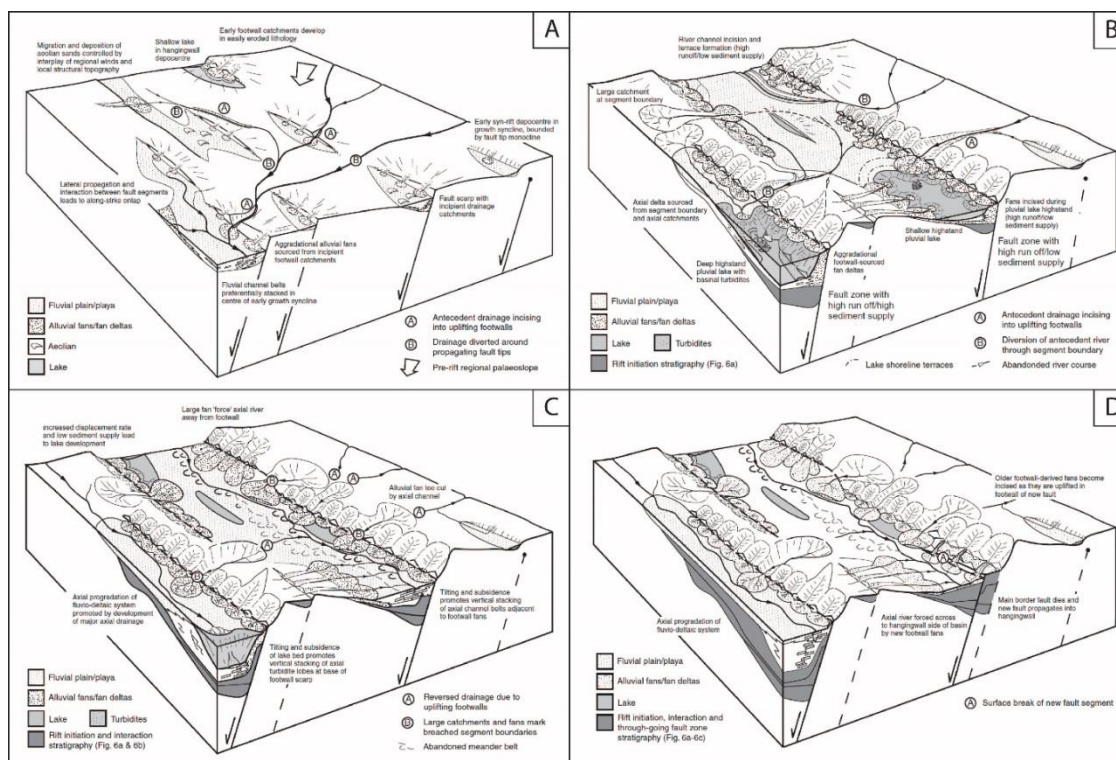 A
Migration and deposition of
aeolian sands controlled by
interplay of regional winds and
local structural topography
Shallow lake
in hangingwall
depocentre
Early footwall catchments develop
in easily eroded lithology
A
B
A
B
B
A
Early syn-rift depocentre in
growth syncline, bounded
by fault tip monocline
Lateral propagation and
interaction between fault segments
leads to along-strike onlap
Fault scarp with
incipient drainage
catchments
Aggradational alluvial fans
sourced from incipient
footwall catchments
Fluvial channel belts
preferentially stacked in
centre of early growth syncline
Fluvial plain/playa
Alluvial fans/fan deltas
Aeolian
Lake
A Antecedent drainage incising
into uplifting footwalls
B Drainage diverted around
propagating fault tips
Pre-rift regional palaeoslope
B
River channel incision and
terrace formation (high
runoff/low sediment supply)
Large catchment
at segment boundary
B
A
B
Axial delta sourced
from segment boundary
and axial catchments
Fans incised during
pluvial lake highstand
(high runoff/low
sediment supply)
Shallow highstand
pluvial lake
Deep highstand
pluvial lake with
basinal turbidites
Aggradational
footwall-sourced
fan deltas
Fault zone with
high run off/low
sediment supply
Fault zone with
high run off/high
sediment supply
Fluvial plain/playa
Alluvial fans/fan deltas
Lake
Turbidites
Rift initiation stratigraphy (Fig. 6a)
A Antecedent drainage incising
into uplifting footwalls
B Diversion of antecedent river
through segment boundary
Lake shoreline terraces
Abandonded river course
C
Large fan 'force' axial river
away from footwall
Increased displacement rate
and low sediment supply lead
to lake development
A
A
B
A
B
A
B
Alluvial fan toe cut
by axial channel
Axial progradation of
fluvio-deltaic system
promoted by development
of major axial drainage
Tilting and subsidence
promotes vertical stacking
of axial channel belts adjacent
to footwall fans
Tilting and subsidence
of lake bed promotes
vertical stacking of axial
turbidite lobes at base of
footwall scarp
Fluvial plain/playa
Alluvial fans/fan deltas
Lake
Turbidites
Rift initiation and interaction
stratigraphy (Fig. 6a & 6b)
A Reversed drainage due to
uplifting footwalls
B Large catchments and fans mark
breached segment boundaries
Abandoned meander belt
D
Older footwall-derived fans become
incised as they are uplifted in
footwall of now fault
A
Main border fault dies and
new fault propagates into
hangingwall
Axial river forced across
to hangingwall side of basin
by new footwall fans
Axial progradation of
fluvio-deltaic system
Fluvial plain/playa
Alluvial fans/fan deltas
Lake
Rift initiation, interaction and
through-going fault zone
stratigraphy (Fig. 6a-6c)
A Surface break of new fault segment